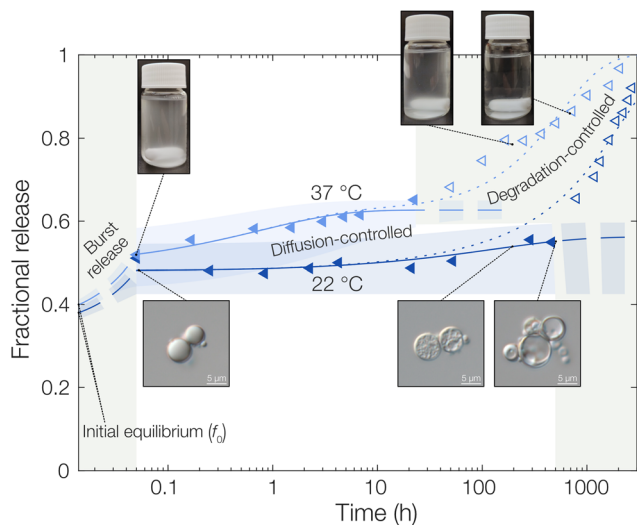 1
0.8
0.6
0.4
0.2
0
Fractional release
Burst
release
37 °C
Diffusion-controlled
22 °C
Degradation-controlled
5 µm
5 µm
5 µm
Initial equilibrium (f0)
0.1
1
10
100
1000
Time (h)